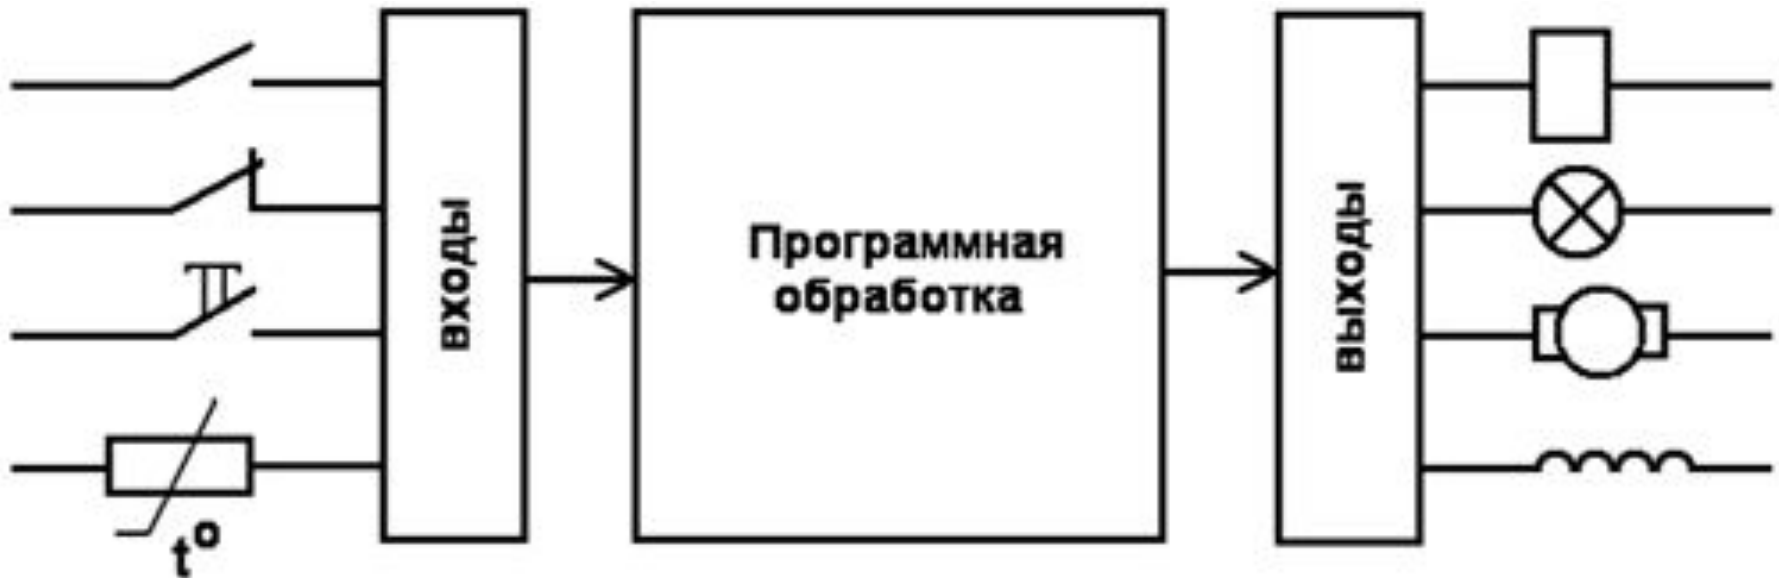 входы
Программная
обработка
выходы
t°